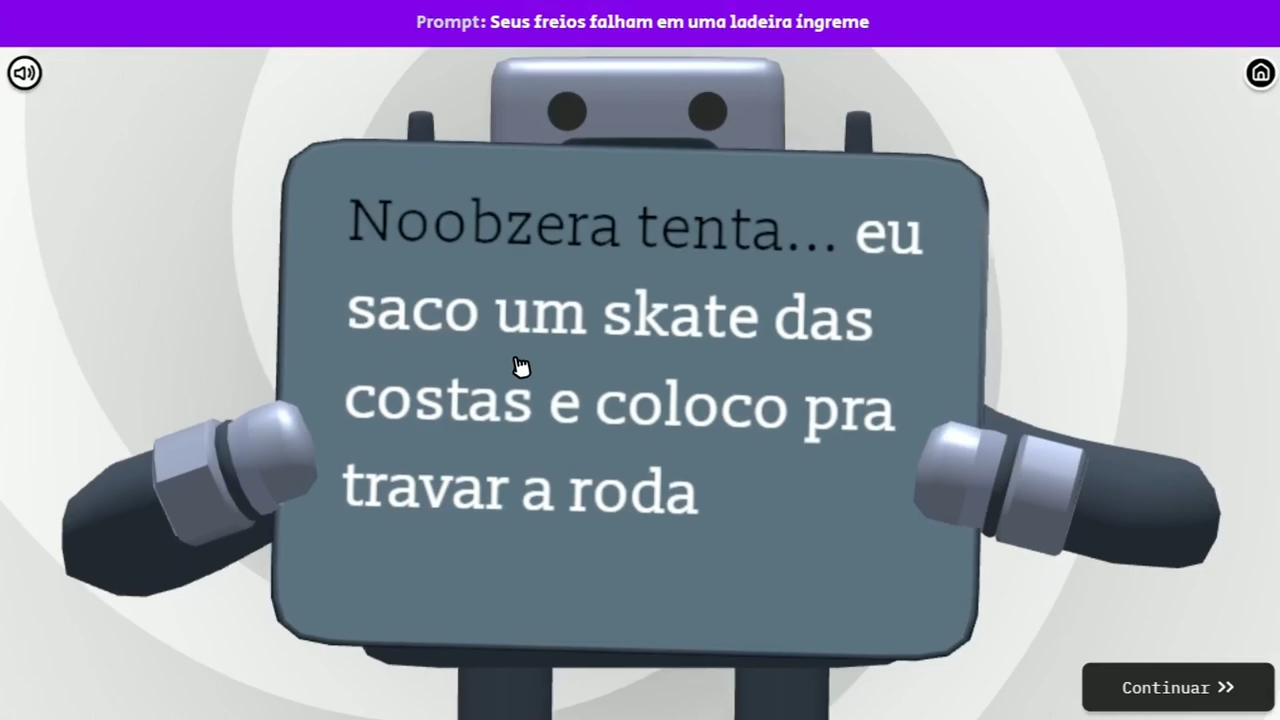 Prompt: Seus freios falham em uma ladeira íngreme
Noobzera tenta... eu
saco um skate das
costas e coloco pra
travar a roda
Continuar >>